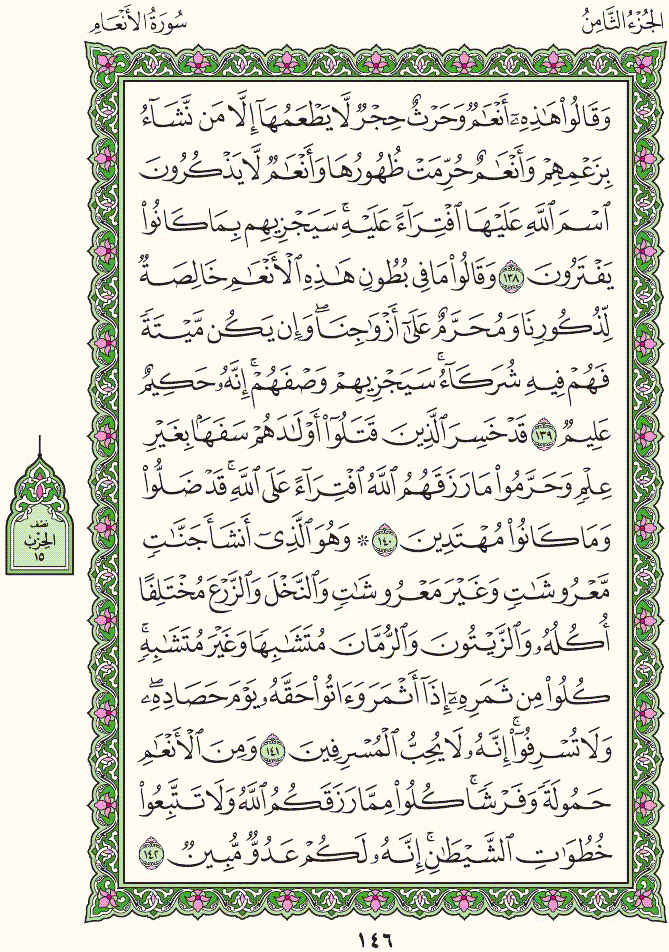 الجُزْءُ الثَّامِنُ
سُورَةُ الأَنْعَامِ
وَقَالُواْ هَٰذِهِۦٓ أَنْعَٰمٌ وَحَرْثٌ حِجْرٌ لَّا يَطْعَمُهَآ إِلَّا مَن نَّشَآءُ
بِزَعْمِهِمْ وَأَنْعَٰمٌ حُرِّمَتْ ظُهُورُهَا وَأَنْعَٰمٌ لَّا يَذْكُرُونَ
ٱسْمَ ٱللَّهِ عَلَيْهَا ٱفْتِرَآءً عَلَيْهِۚ سَيَجْزِيهِم بِمَا كَانُواْ
يَفْتَرُونَ ١٣٨ وَقَالُواْ مَا فِى بُطُونِ هَٰذِهِ ٱلْأَنْعَٰمِ خَالِصَةٌ
لِّذُكُورِنَا وَمُحَرَّمٌ عَلَىٰٓ أَزْوَٰجِنَاۖ وَإِن يَكُن مَّيْتَةً
فَهُمْ فِيهِ شُرَكَآءُۚ سَيَجْزِيهِمْ وَصْفَهُمْۚ إِنَّهُۥ حَكِيمٌ
عَلِيمٌ ١٣٩ قَدْ خَسِرَ ٱلَّذِينَ قَتَلُوٓاْ أَوْلَٰدَهُمْ سَفَهًۢا بِغَيْرِ
عِلْمٍ وَحَرَّمُواْ مَا رَزَقَهُمُ ٱللَّهُ ٱفْتِرَآءً عَلَى ٱللَّهِۚ قَدْ ضَلُّواْ
وَمَا كَانُواْ مُهْتَدِينَ ١٤٠ ۞ وَهُوَ ٱلَّذِىٓ أَنشَأَ جَنَّٰتٍ
مَّعْرُوشَٰتٍ وَغَيْرَ مَعْرُوشَٰتٍ وَٱلنَّخْلَ وَٱلزَّرْعَ مُخْتَلِفًا
أُكُلُهُۥ وَٱلزَّيْتُونَ وَٱلرُّمَّانَ مُتَشَٰبِهًا وَغَيْرَ مُتَشَٰبِهٍۚ
كُلُواْ مِن ثَمَرِهِۦٓ إِذَآ أَثْمَرَ وَءَاتُواْ حَقَّهُۥ يَوْمَ حَصَادِهِۦۖ
وَلَا تُسْرِفُوٓاْۚ إِنَّهُۥ لَا يُحِبُّ ٱلْمُسْرِفِينَ ١٤١ وَمِنَ ٱلْأَنْعَٰمِ
حَمُولَةً وَفَرْشًاۚ كُلُواْ مِمَّا رَزَقَكُمُ ٱللَّهُ وَلَا تَتَّبِعُواْ
خُطُوَٰتِ ٱلشَّيْطَٰنِۚ إِنَّهُۥ لَكُمْ عَدُوٌّ مُّبِينٌ ١٤٢
نصف
الحزب
١٥
١٤٦